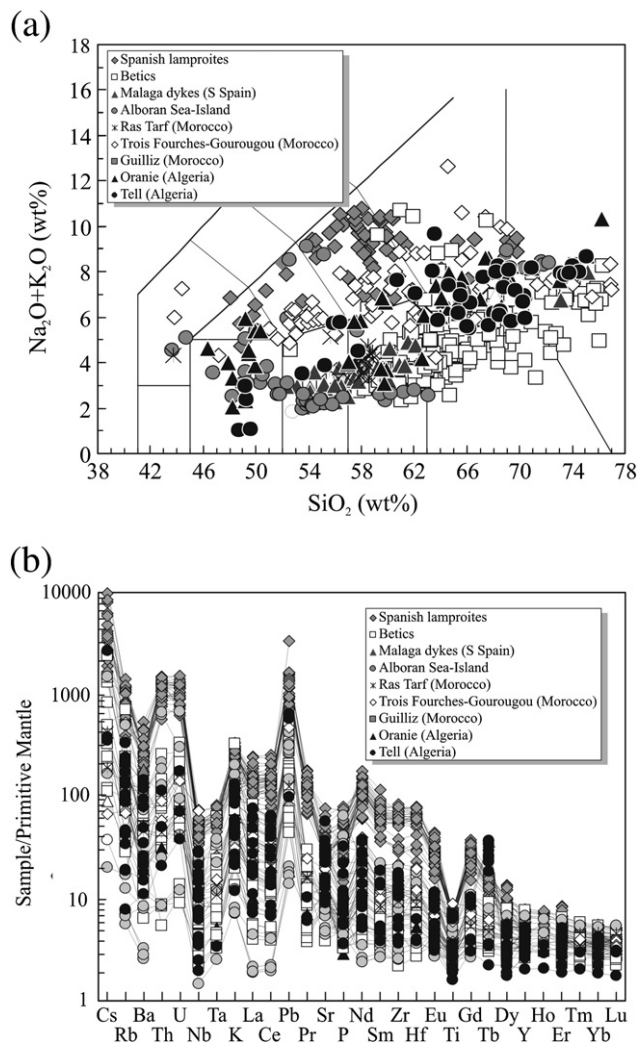 (a)
18
16
14
12
10
8
6
4
2
0
Na₂O+K₂O (wt%)
Spanish lamproites
Betics
Malaga dykes (S Spain)
Alboran Sea-Island
Ras Tarf (Morocco)
Trois Fourches-Gourougou (Morocco)
Guilliz (Morocco)
Oranie (Algeria)
Tell (Algeria)
38 42 46 50 54 58 62 66 70 74 78
SiO₂ (wt%)
(b)
10000
1000
100
10
1
Sample/Primitive Mantle
Spanish lamproites
Betics
Malaga dykes (S Spain)
Alboran Sea-Island
Ras Tarf (Morocco)
Trois Fourches-Gourougou (Morocco)
Guilliz (Morocco)
Oranie (Algeria)
Tell (Algeria)
Cs Ba U Ta La Pb Sr Nd Zr Eu Gd Dy Ho Tm Lu
Rb Th Nb K Ce Pr P Sm Hf Ti Tb Y Er Yb